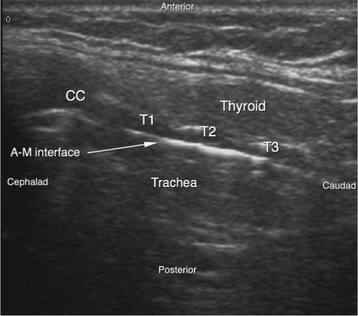 Anterior
:0
CC
Thyroid
T1
T2
T3
A-M interface
Trachea
Cephalad
Caudad
Posterior